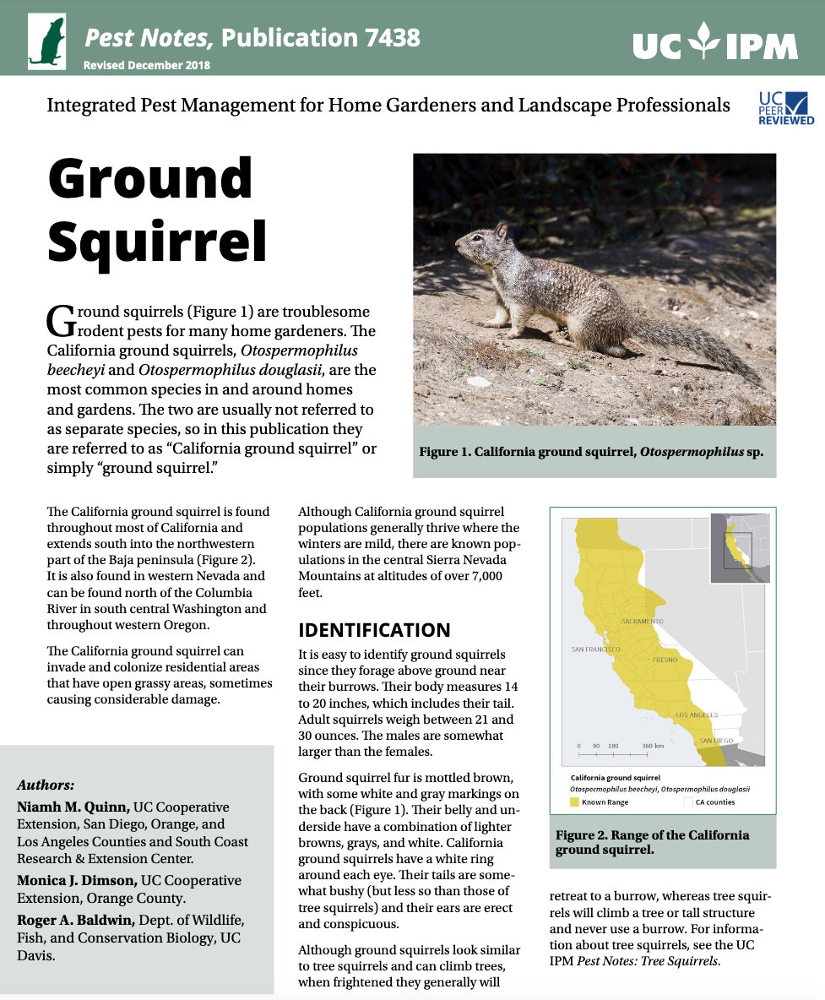 Pest Notes, Publication 7438
Revised December 2018
UC IPM
Integrated Pest Management for Home Gardeners and Landscape Professionals
UC
PEER
REVIEWED
Ground
Squirrel
Ground squirrels (Figure 1) are troublesome
rodent pests for many home gardeners. The
California ground squirrels, Otospermophilus
beecheyi and Otospermophilus douglasii, are the
most common species in and around homes
and gardens. The two are usually not referred to
as separate species, so in this publication they
are referred to as “California ground squirrel” or
simply “ground squirrel.”
Figure 1. California ground squirrel, Otospermophilus sp.
The California ground squirrel is found
throughout most of California and
extends south into the northwestern
part of the Baja peninsula (Figure 2).
It is also found in western Nevada and
can be found north of the Columbia
River in south central Washington and
throughout western Oregon.
The California ground squirrel can
invade and colonize residential areas
that have open grassy areas, sometimes
causing considerable damage.
Authors:
Niamh M. Quinn, UC Cooperative
Extension, San Diego, Orange, and
Los Angeles Counties and South Coast
Research & Extension Center.
Monica J. Dimson, UC Cooperative
Extension, Orange County.
Roger A. Baldwin, Dept. of Wildlife,
Fish, and Conservation Biology, UC
Davis.
Although California ground squirrel
populations generally thrive where the
winters are mild, there are known pop-
ulations in the central Sierra Nevada
Mountains at altitudes of over 7,000
feet.
IDENTIFICATION
It is easy to identify ground squirrels
since they forage above ground near
their burrows. Their body measures 14
to 20 inches, which includes their tail.
Adult squirrels weigh between 21 and
30 ounces. The males are somewhat
larger than the females.
Ground squirrel fur is mottled brown,
with some white and gray markings on
the back (Figure 1). Their belly and un-
derside have a combination of lighter
browns, grays, and white. California
ground squirrels have a white ring
around each eye. Their tails are some-
what bushy (but less so than those of
tree squirrels) and their ears are erect
and conspicuous.
Although ground squirrels look similar
to tree squirrels and can climb trees,
when frightened they generally will
SACRAMENTO
SAN FRANCISCO
FRESNO
LOS ANGELES
SAN DIEGO
0 90 180 360 km
California ground squirrel
Otospermophilus beecheyi, Otospermophilus douglasii
Known Range CA counties
Figure 2. Range of the California
ground squirrel.
retreat to a burrow, whereas tree squir-
rels will climb a tree or tall structure
and never use a burrow. For informa-
tion about tree squirrels, see the UC
IPM Pest Notes: Tree Squirrels.